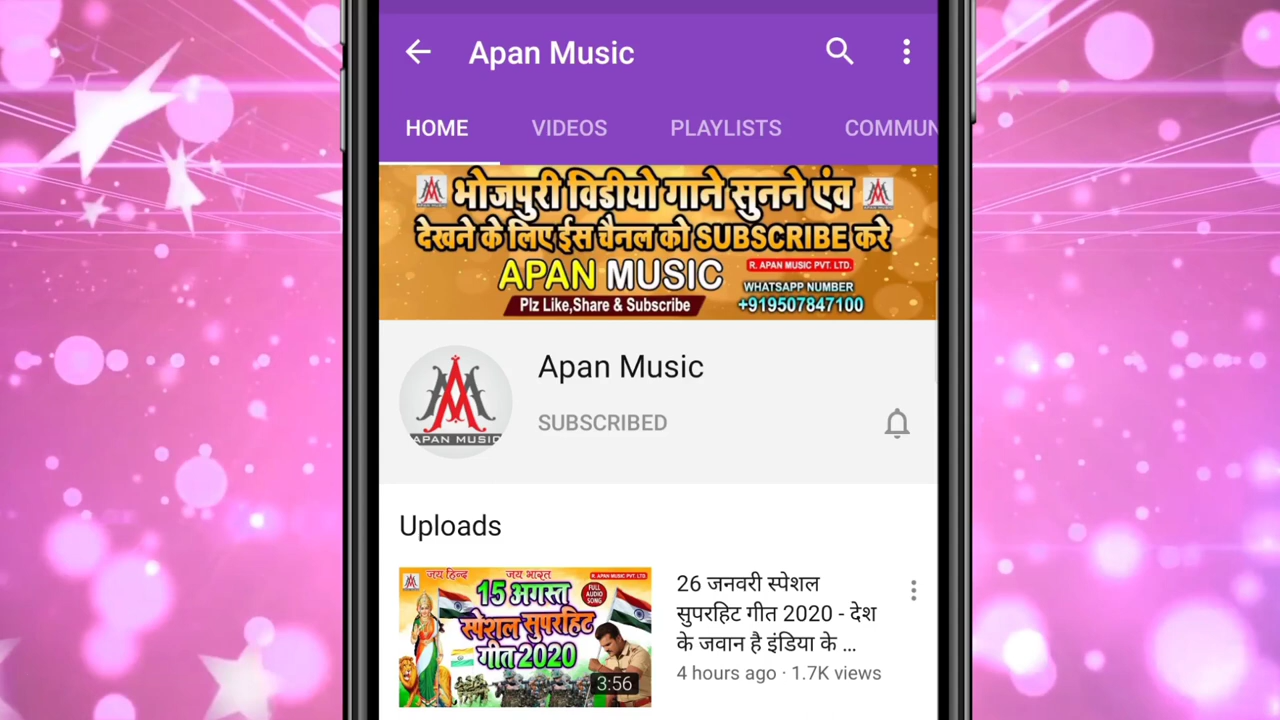 Apan Music
HOME VIDEOS PLAYLISTS COMMUN
भोजपुरी विडीयो गाने सुनने एंव
देखने के लिए ईस चैनल को SUBSCRIBE करे
APAN MUSIC
R. APAN MUSIC PVT. LTD.
WHATSAPP NUMBER
Plz Like,Share & Subscribe
+919507847100
Apan Music
SUBSCRIBED
APAN MUSIC
Uploads
जय हिन्द जय भारत
R. APAN MUSIC PVT. LTD
15 अगस्त
FULL
AUDIO
SONG
स्पेशल सुपरहिट
गीत 2020
3:56
26 जनवरी स्पेशल
सुपरहिट गीत 2020 - देश
के जवान है इंडिया के ...
4 hours ago · 1.7K views